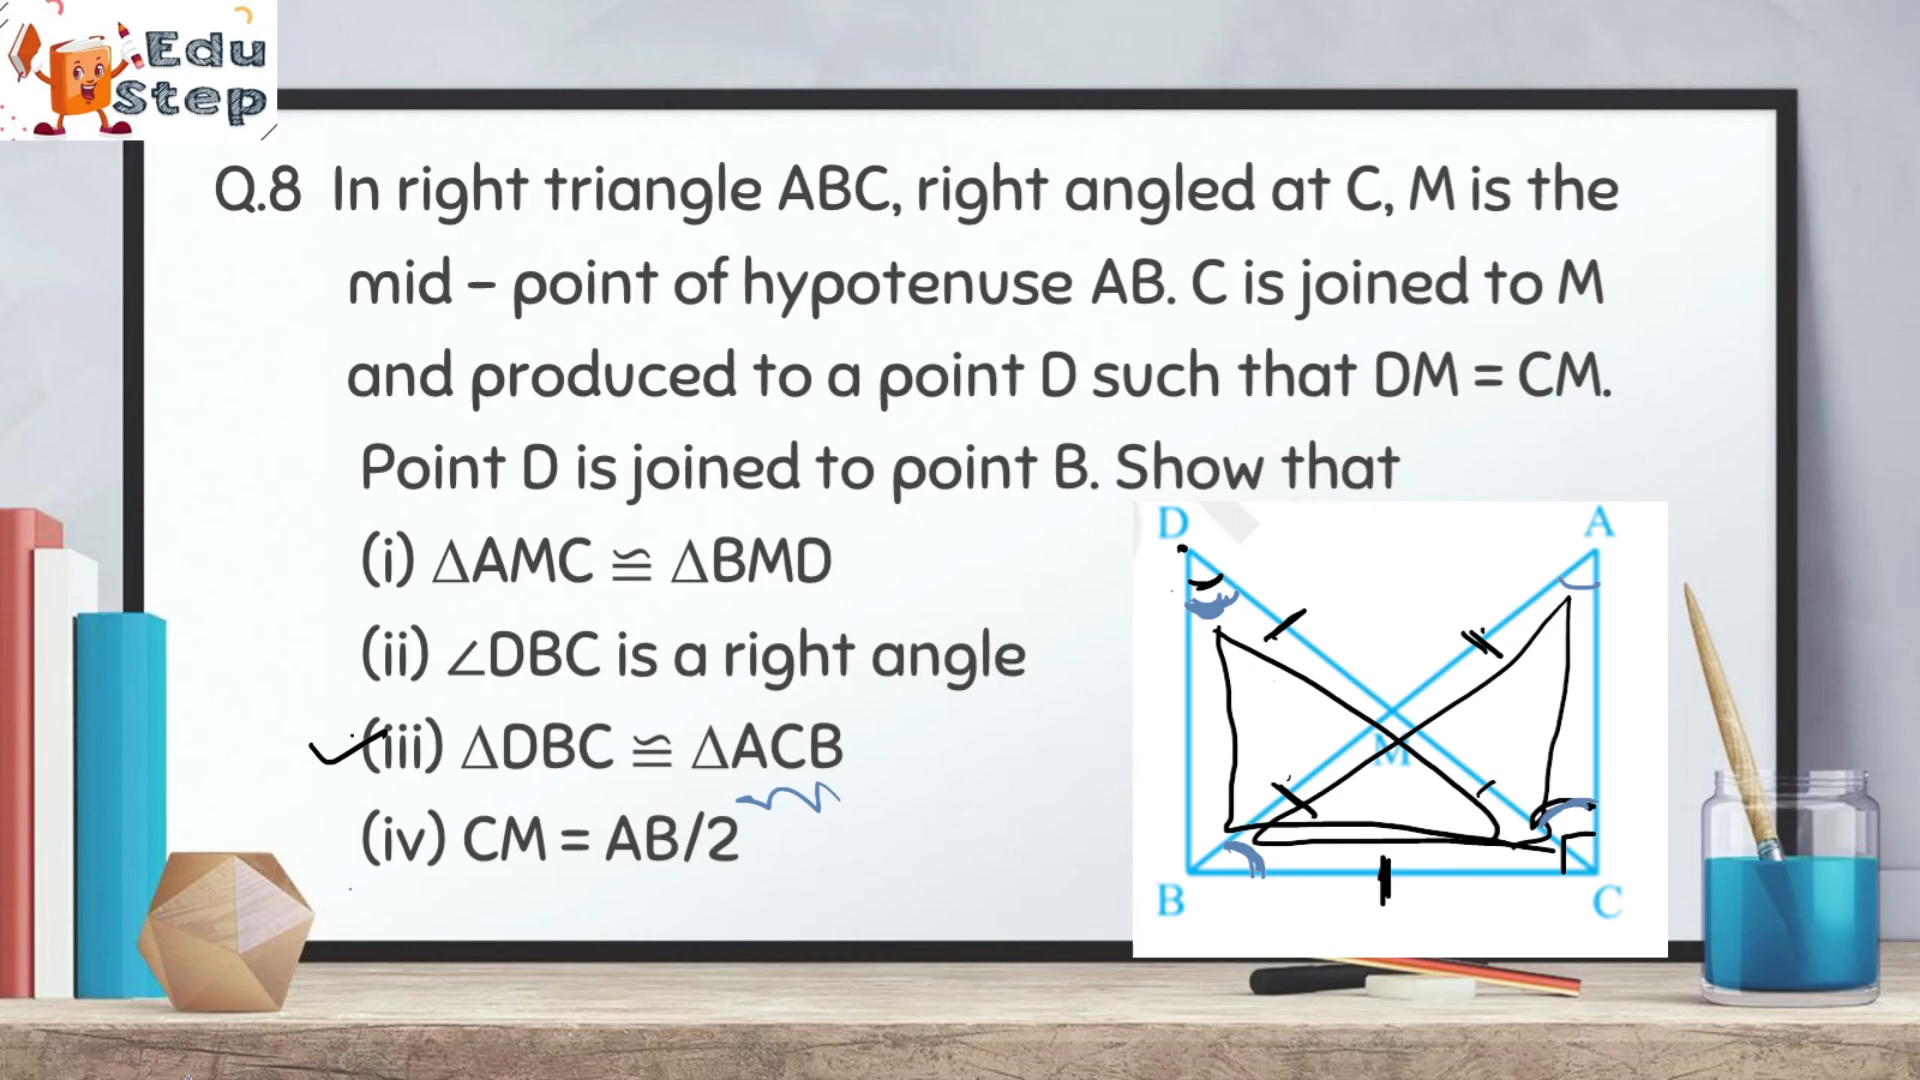 Edu
Step
Q.8 In right triangle ABC, right angled at C, M is the
mid – point of hypotenuse AB. C is joined to M
and produced to a point D such that DM = CM.
Point D is joined to point B. Show that
(i) ΔAMC ≌ ΔBMD
(ii) ∠DBC is a right angle
(iii) ΔDBC ≌ ΔACB
(iv) CM = AB/2
D A
M
B C